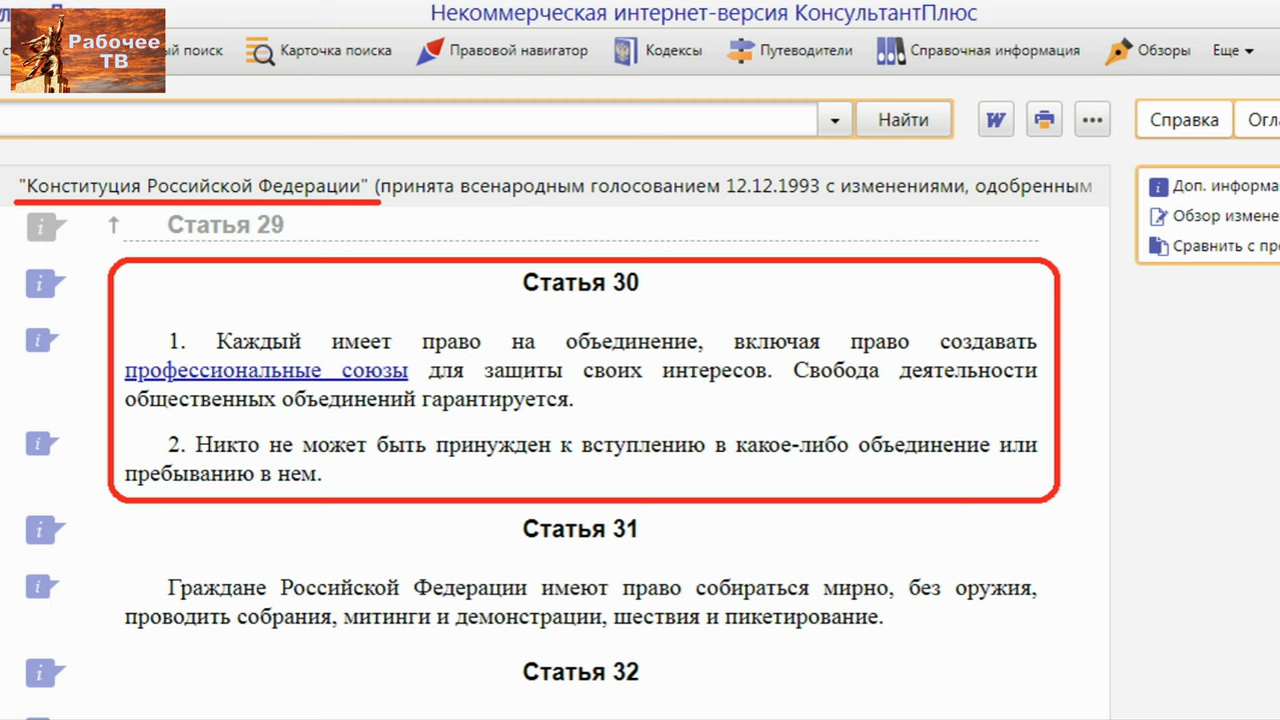 Некоммерческая интернет-версия КонсультантПлюс
Рабочее
ТВ
поиск
Карточка поиска
Правовой навигатор
Кодексы
Путеводители
Справочная информация
Обзоры
Еще
Найти
W
Справка
"Конституция Российской Федерации" (принята всенародным голосованием 12.12.1993 с изменениями, одобренным
Доп. информа
Обзор измене
Сравнить с пр
Статья 29
Статья 30
1. Каждый имеет право на объединение, включая право создавать
профессиональные союзы для защиты своих интересов. Свобода деятельности
общественных объединений гарантируется.
2. Никто не может быть принужден к вступлению в какое-либо объединение или
пребыванию в нем.
Статья 31
Граждане Российской Федерации имеют право собираться мирно, без оружия,
проводить собрания, митинги и демонстрации, шествия и пикетирование.
Статья 32